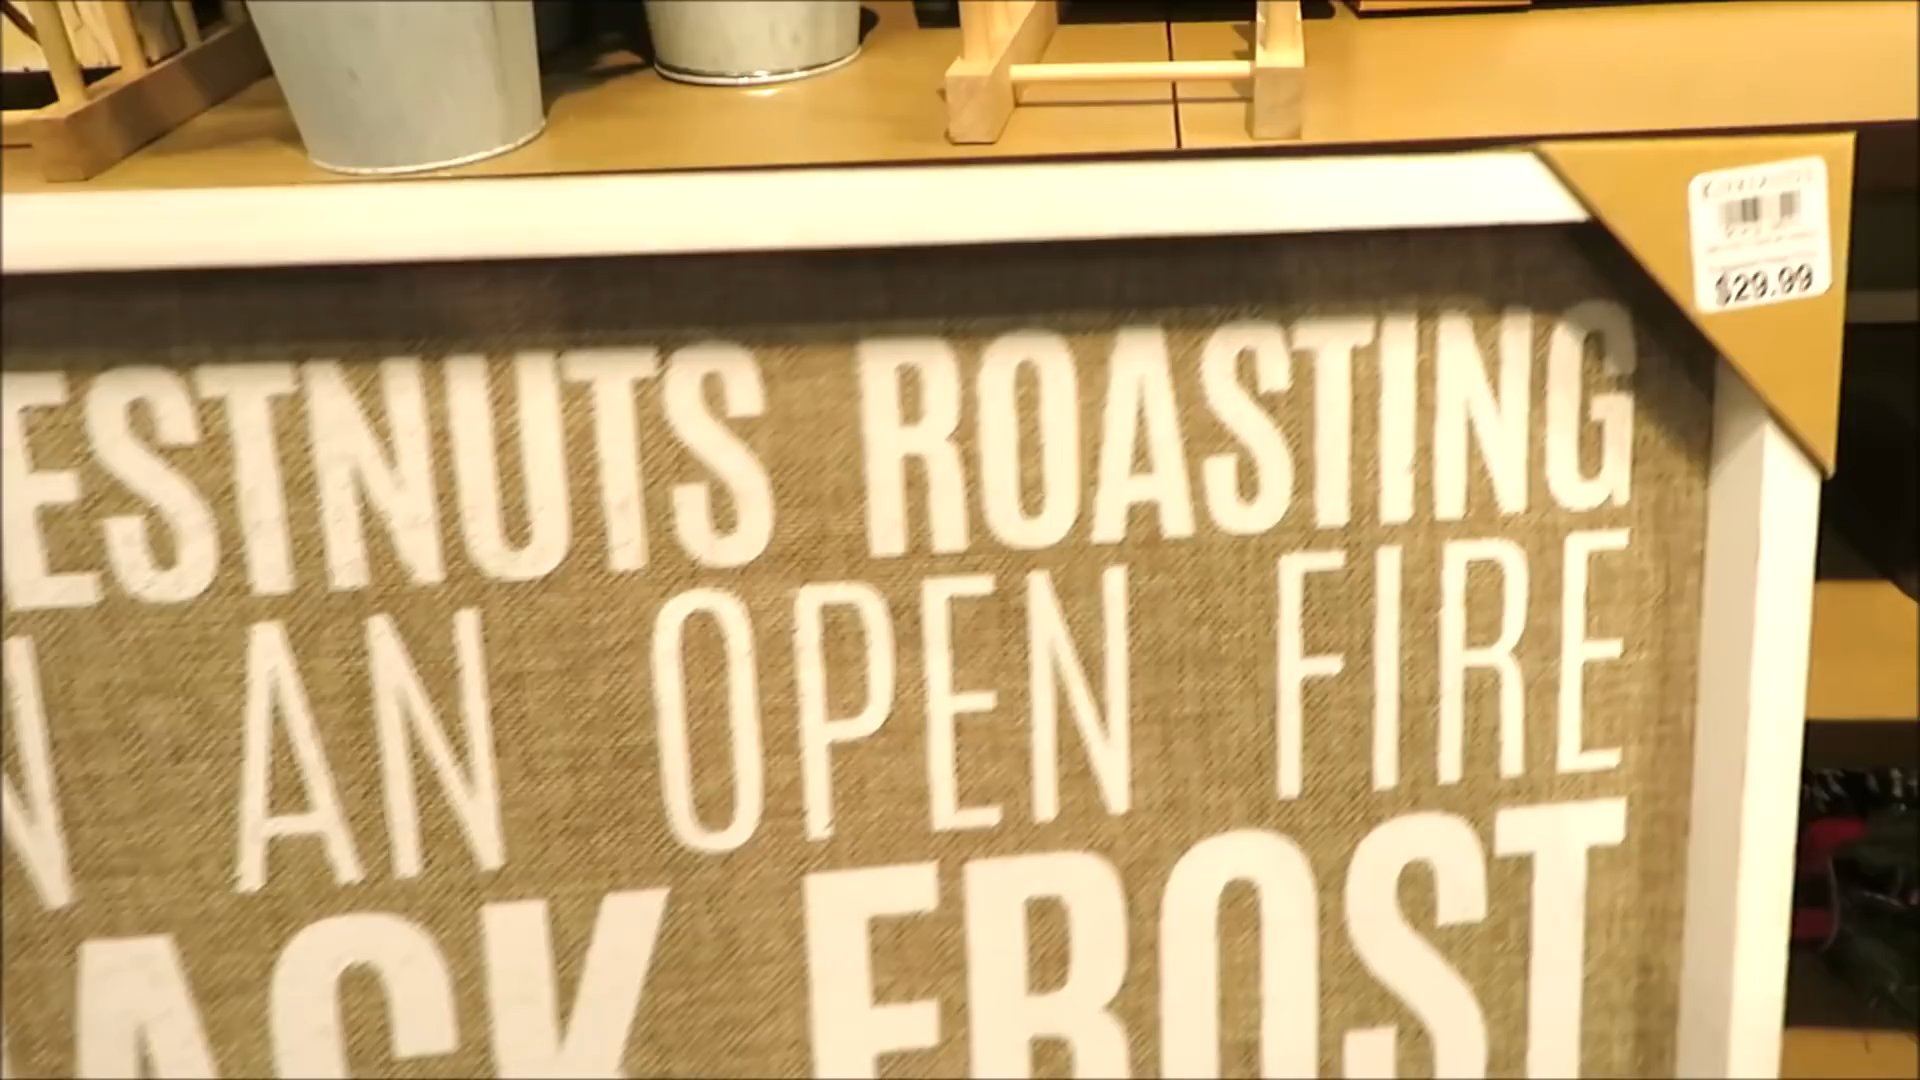 $29.99
ESTNUTS ROASTING
N AN OPEN FIRE
ACK FROST